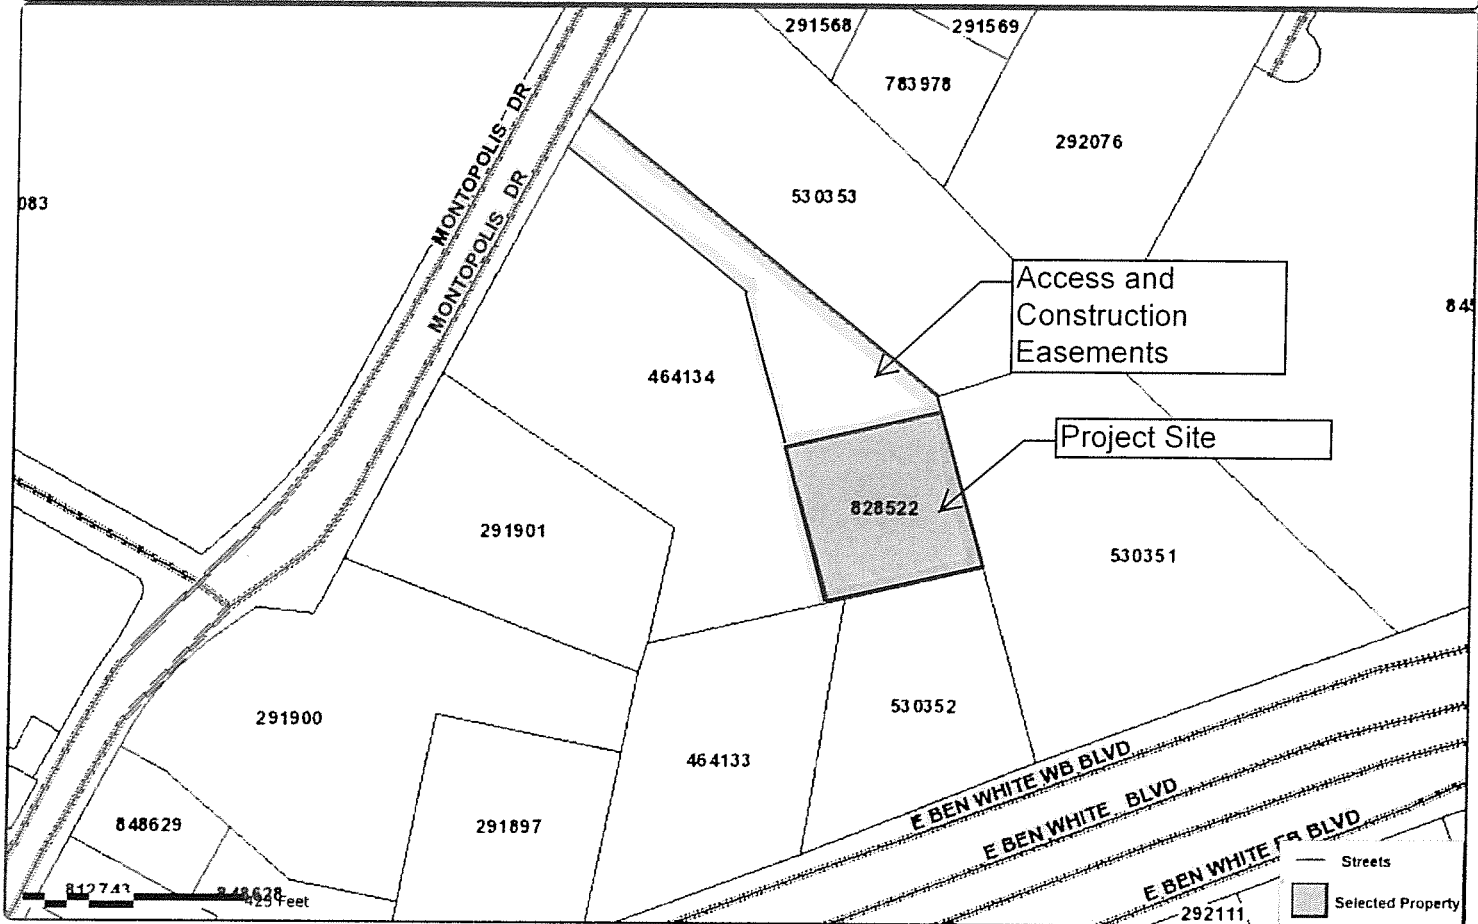 291568
291569
783978
MONTOPOLIS DR
292076
083
MONTOPOLIS DR
530353
Access and
Construction
Easements
464134
Project Site
828522
291901
530351
291900
530352
464133
E BEN WHITE WB BLVD
848629
291897
E BEN WHITE BLVD
E BEN WHITE EB BLVD
Streets
812743
848628
425 Feet
Selected Property
292111